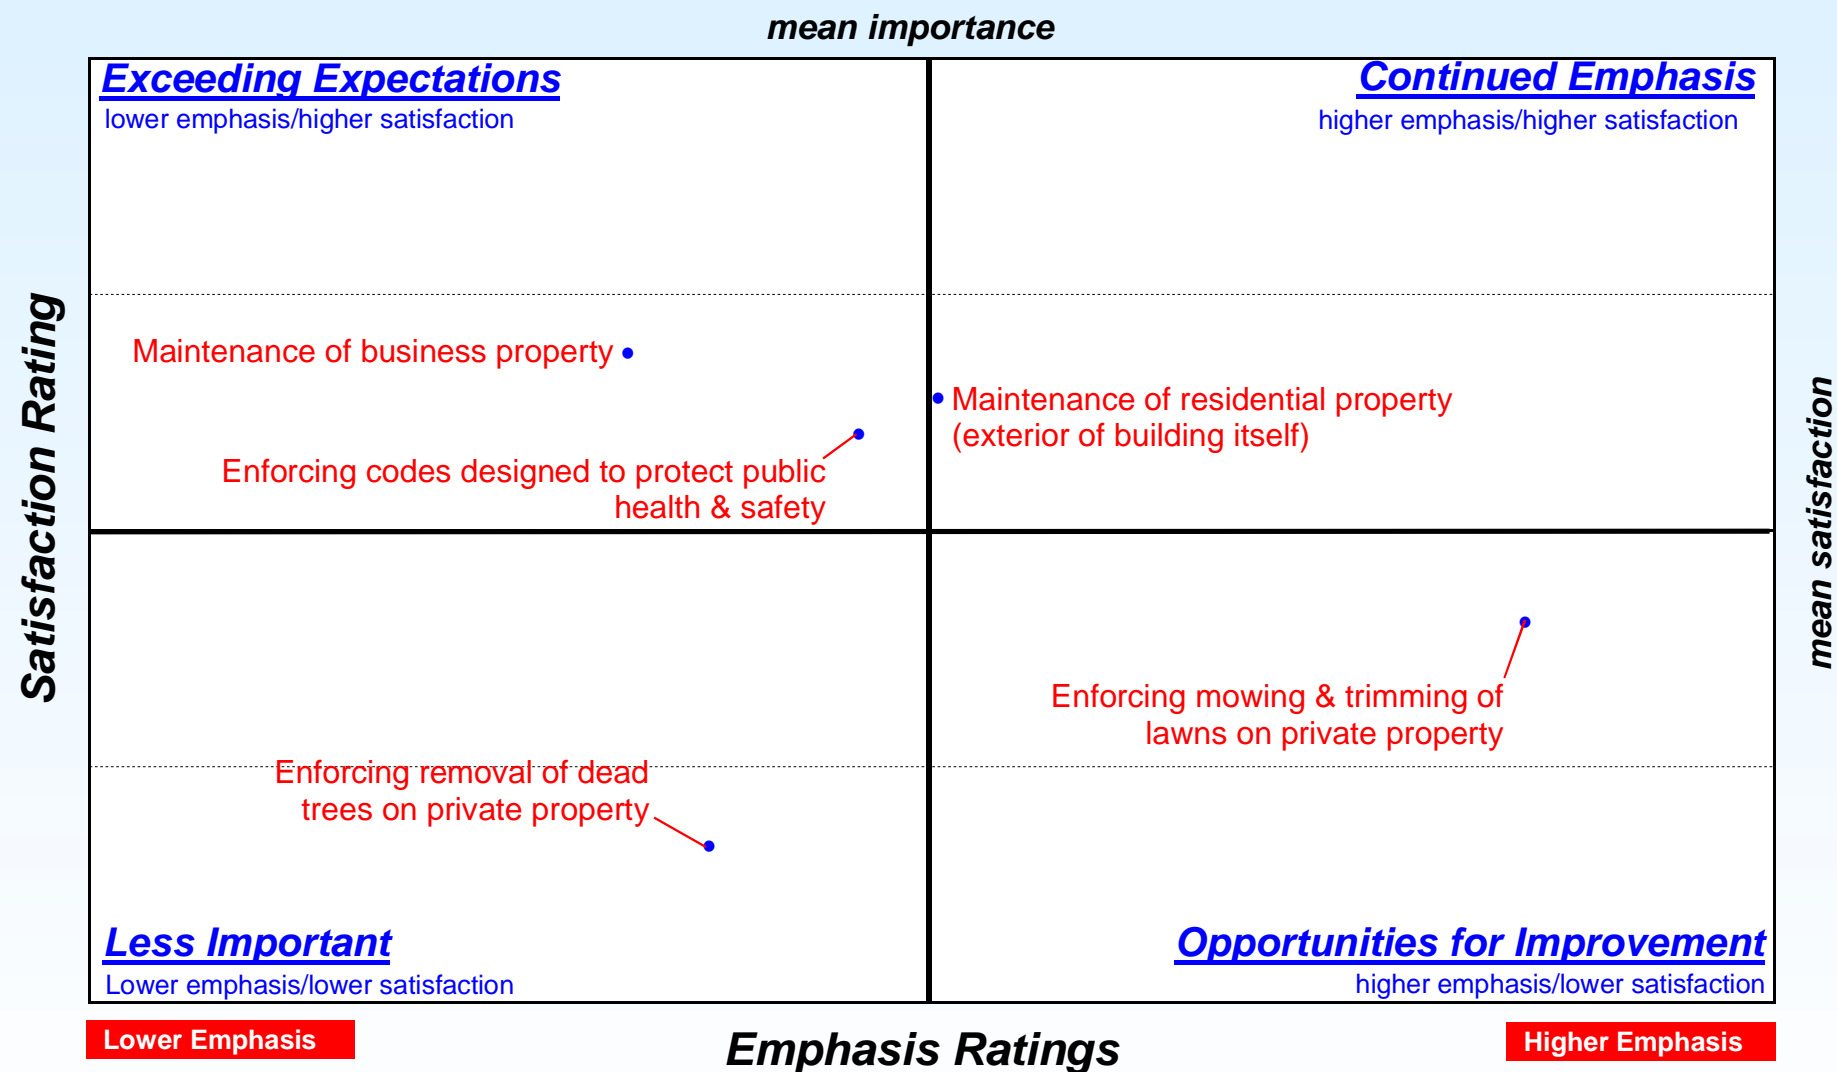 mean importance
Exceeding Expectations
lower emphasis/higher satisfaction
Continued Emphasis
higher emphasis/higher satisfaction
Satisfaction Rating
Maintenance of business property
Maintenance of residential property
(exterior of building itself)
Enforcing codes designed to protect public
health & safety
mean satisfaction
Enforcing mowing & trimming of
lawns on private property
Enforcing removal of dead
trees on private property
Less Important
Lower emphasis/lower satisfaction
Opportunities for Improvement
higher emphasis/lower satisfaction
Lower Emphasis
Emphasis Ratings
Higher Emphasis